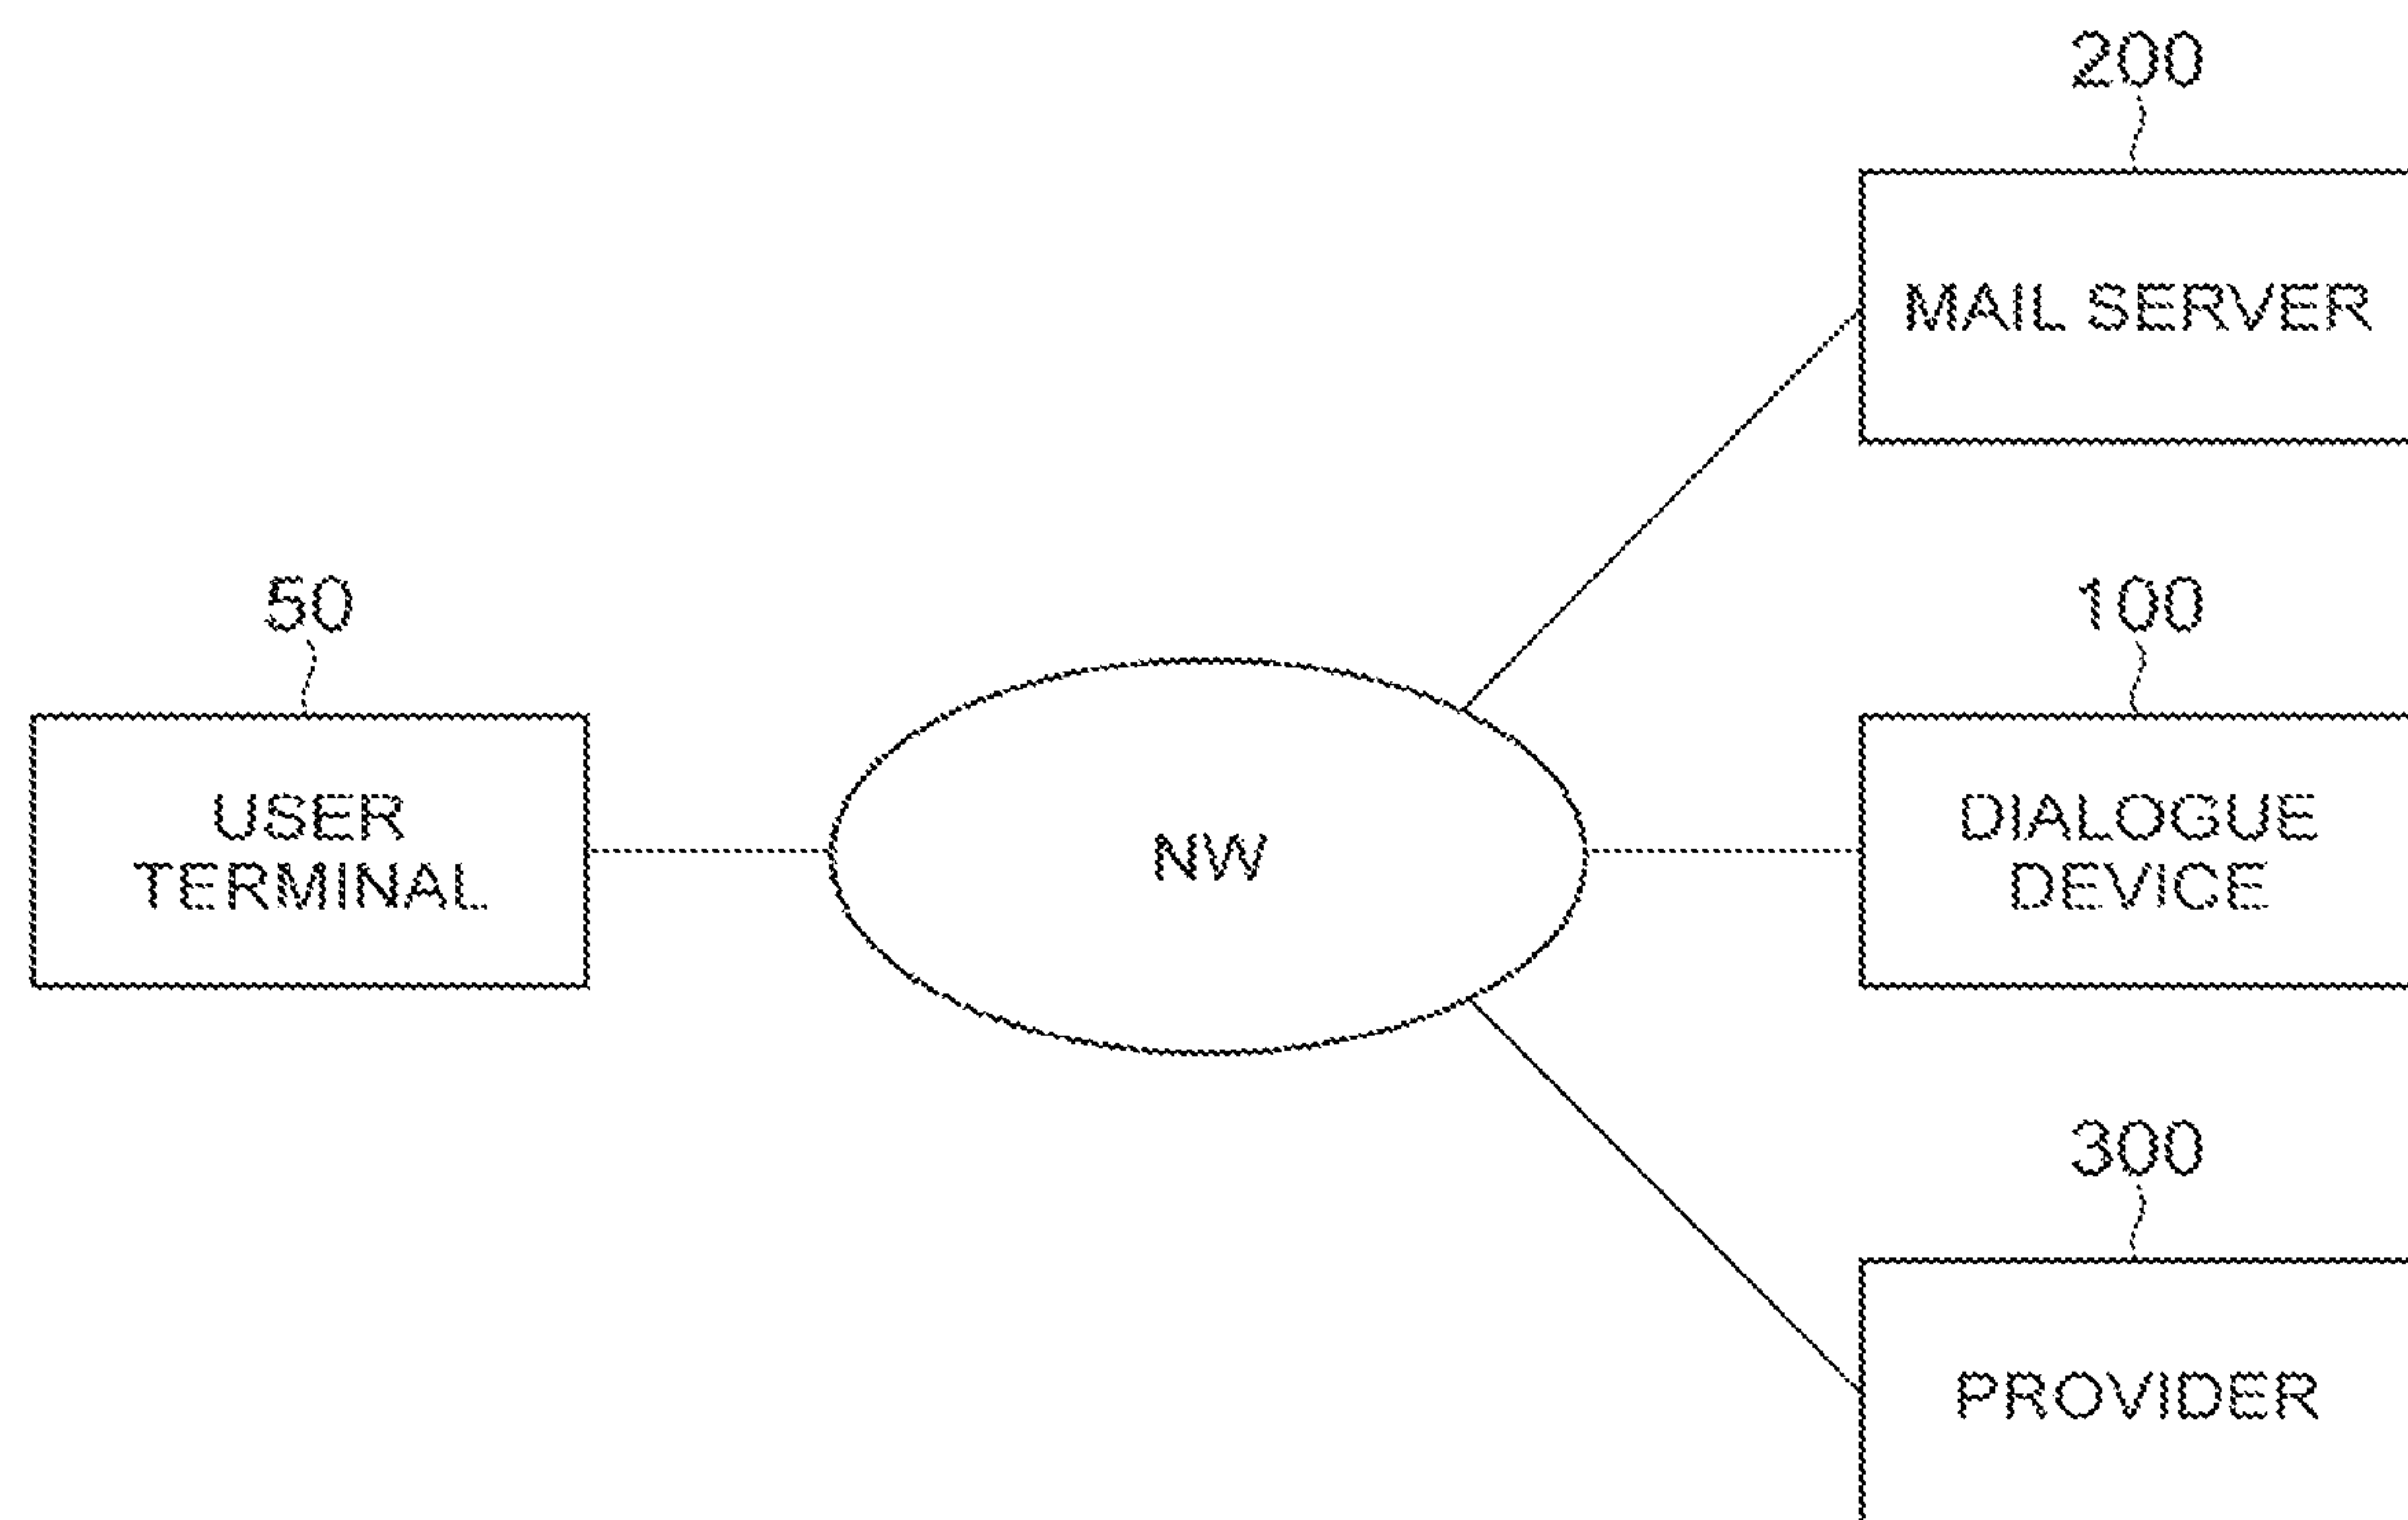 200
MAIL SERVER
50
100
USER
TERMINAL
NW
DIALOGUE
DEVICE
300
PROVIDER